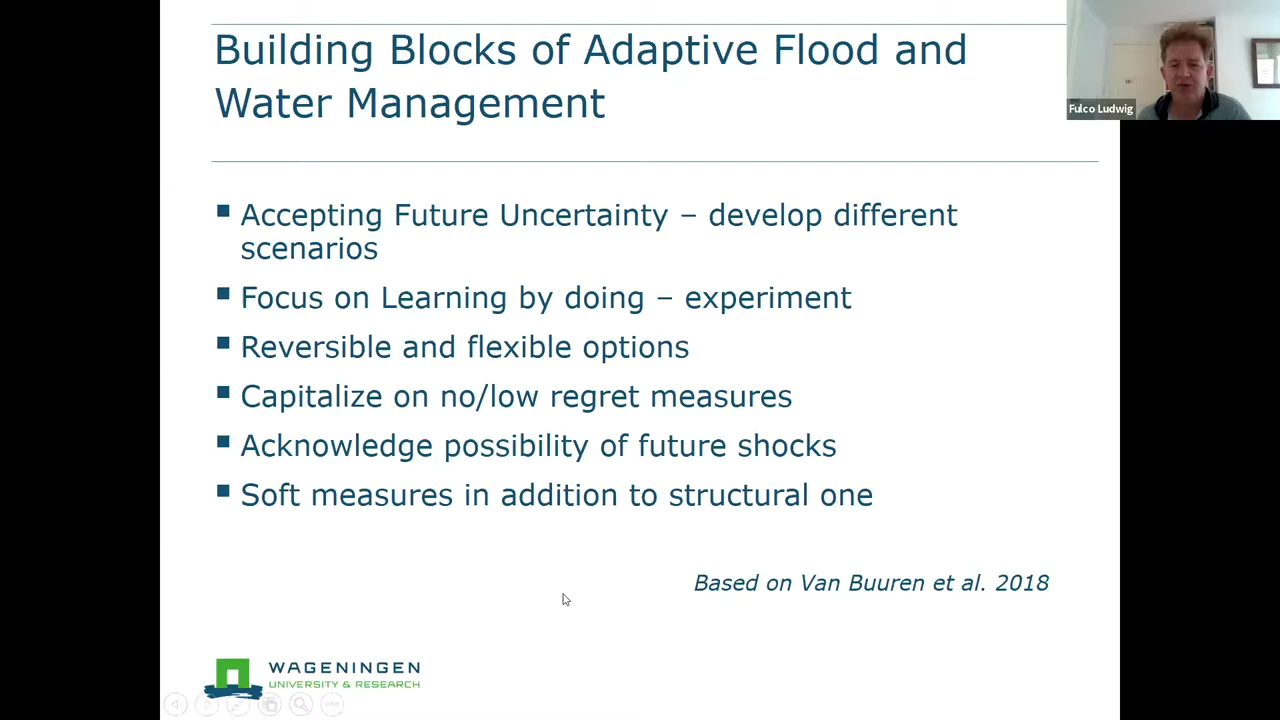 Building Blocks of Adaptive Flood and
Water Management
Fulco Ludwig
▪ Accepting Future Uncertainty – develop different
scenarios
▪ Focus on Learning by doing – experiment
▪ Reversible and flexible options
▪ Capitalize on no/low regret measures
▪ Acknowledge possibility of future shocks
▪ Soft measures in addition to structural one
Based on Van Buuren et al. 2018
WAGENINGEN
UNIVERSITY & RESEARCH